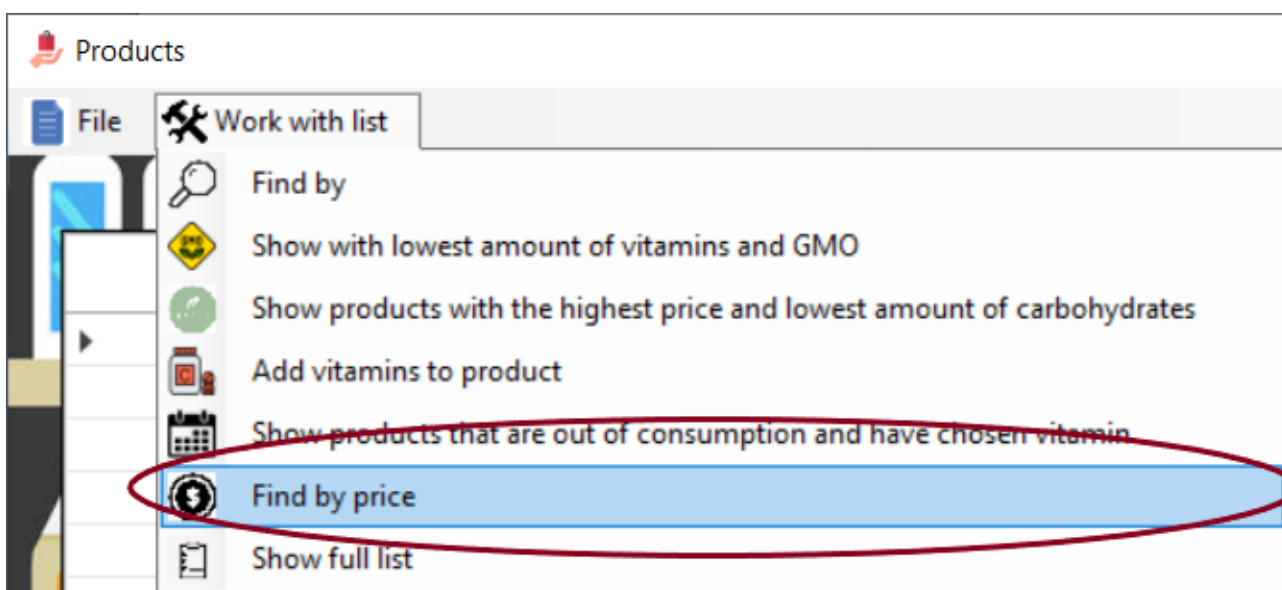 Products
File Work with list
Find by
Show with lowest amount of vitamins and GMO
Show products with the highest price and lowest amount of carbohydrates
Add vitamins to product
Show products that are out of consumption and have chosen vitamin
Find by price
Show full list